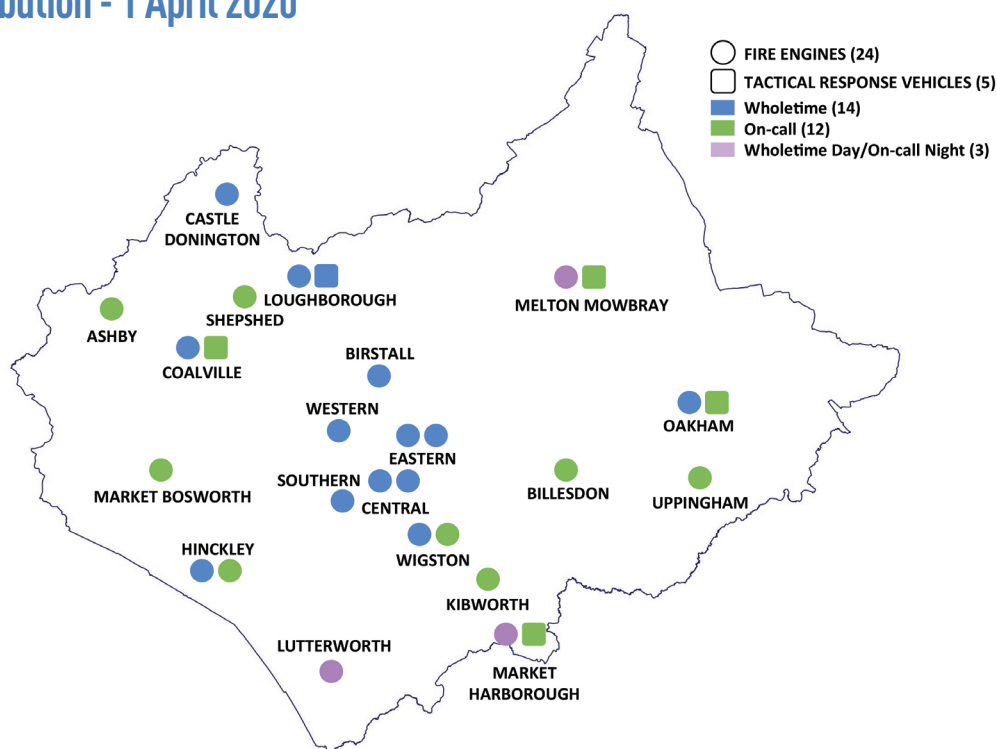 bution - 1 April 2020
FIRE ENGINES (24)
TACTICAL RESPONSE VEHICLES (5)
Wholetime (14)
On-call (12)
Wholetime Day/On-call Night (3)
CASTLE
DONINGTON
LOUGHBOROUGH
SHEPSHED
ASHBY
COALVILLE
MELTON MOWBRAY
BIRSTALL
WESTERN
EASTERN
OAKHAM
SOUTHERN
CENTRAL
MARKET BOSWORTH
BILLESDON
UPPINGHAM
WIGSTON
HINCKLEY
KIBWORTH
LUTTERWORTH
MARKET
HARBOROUGH